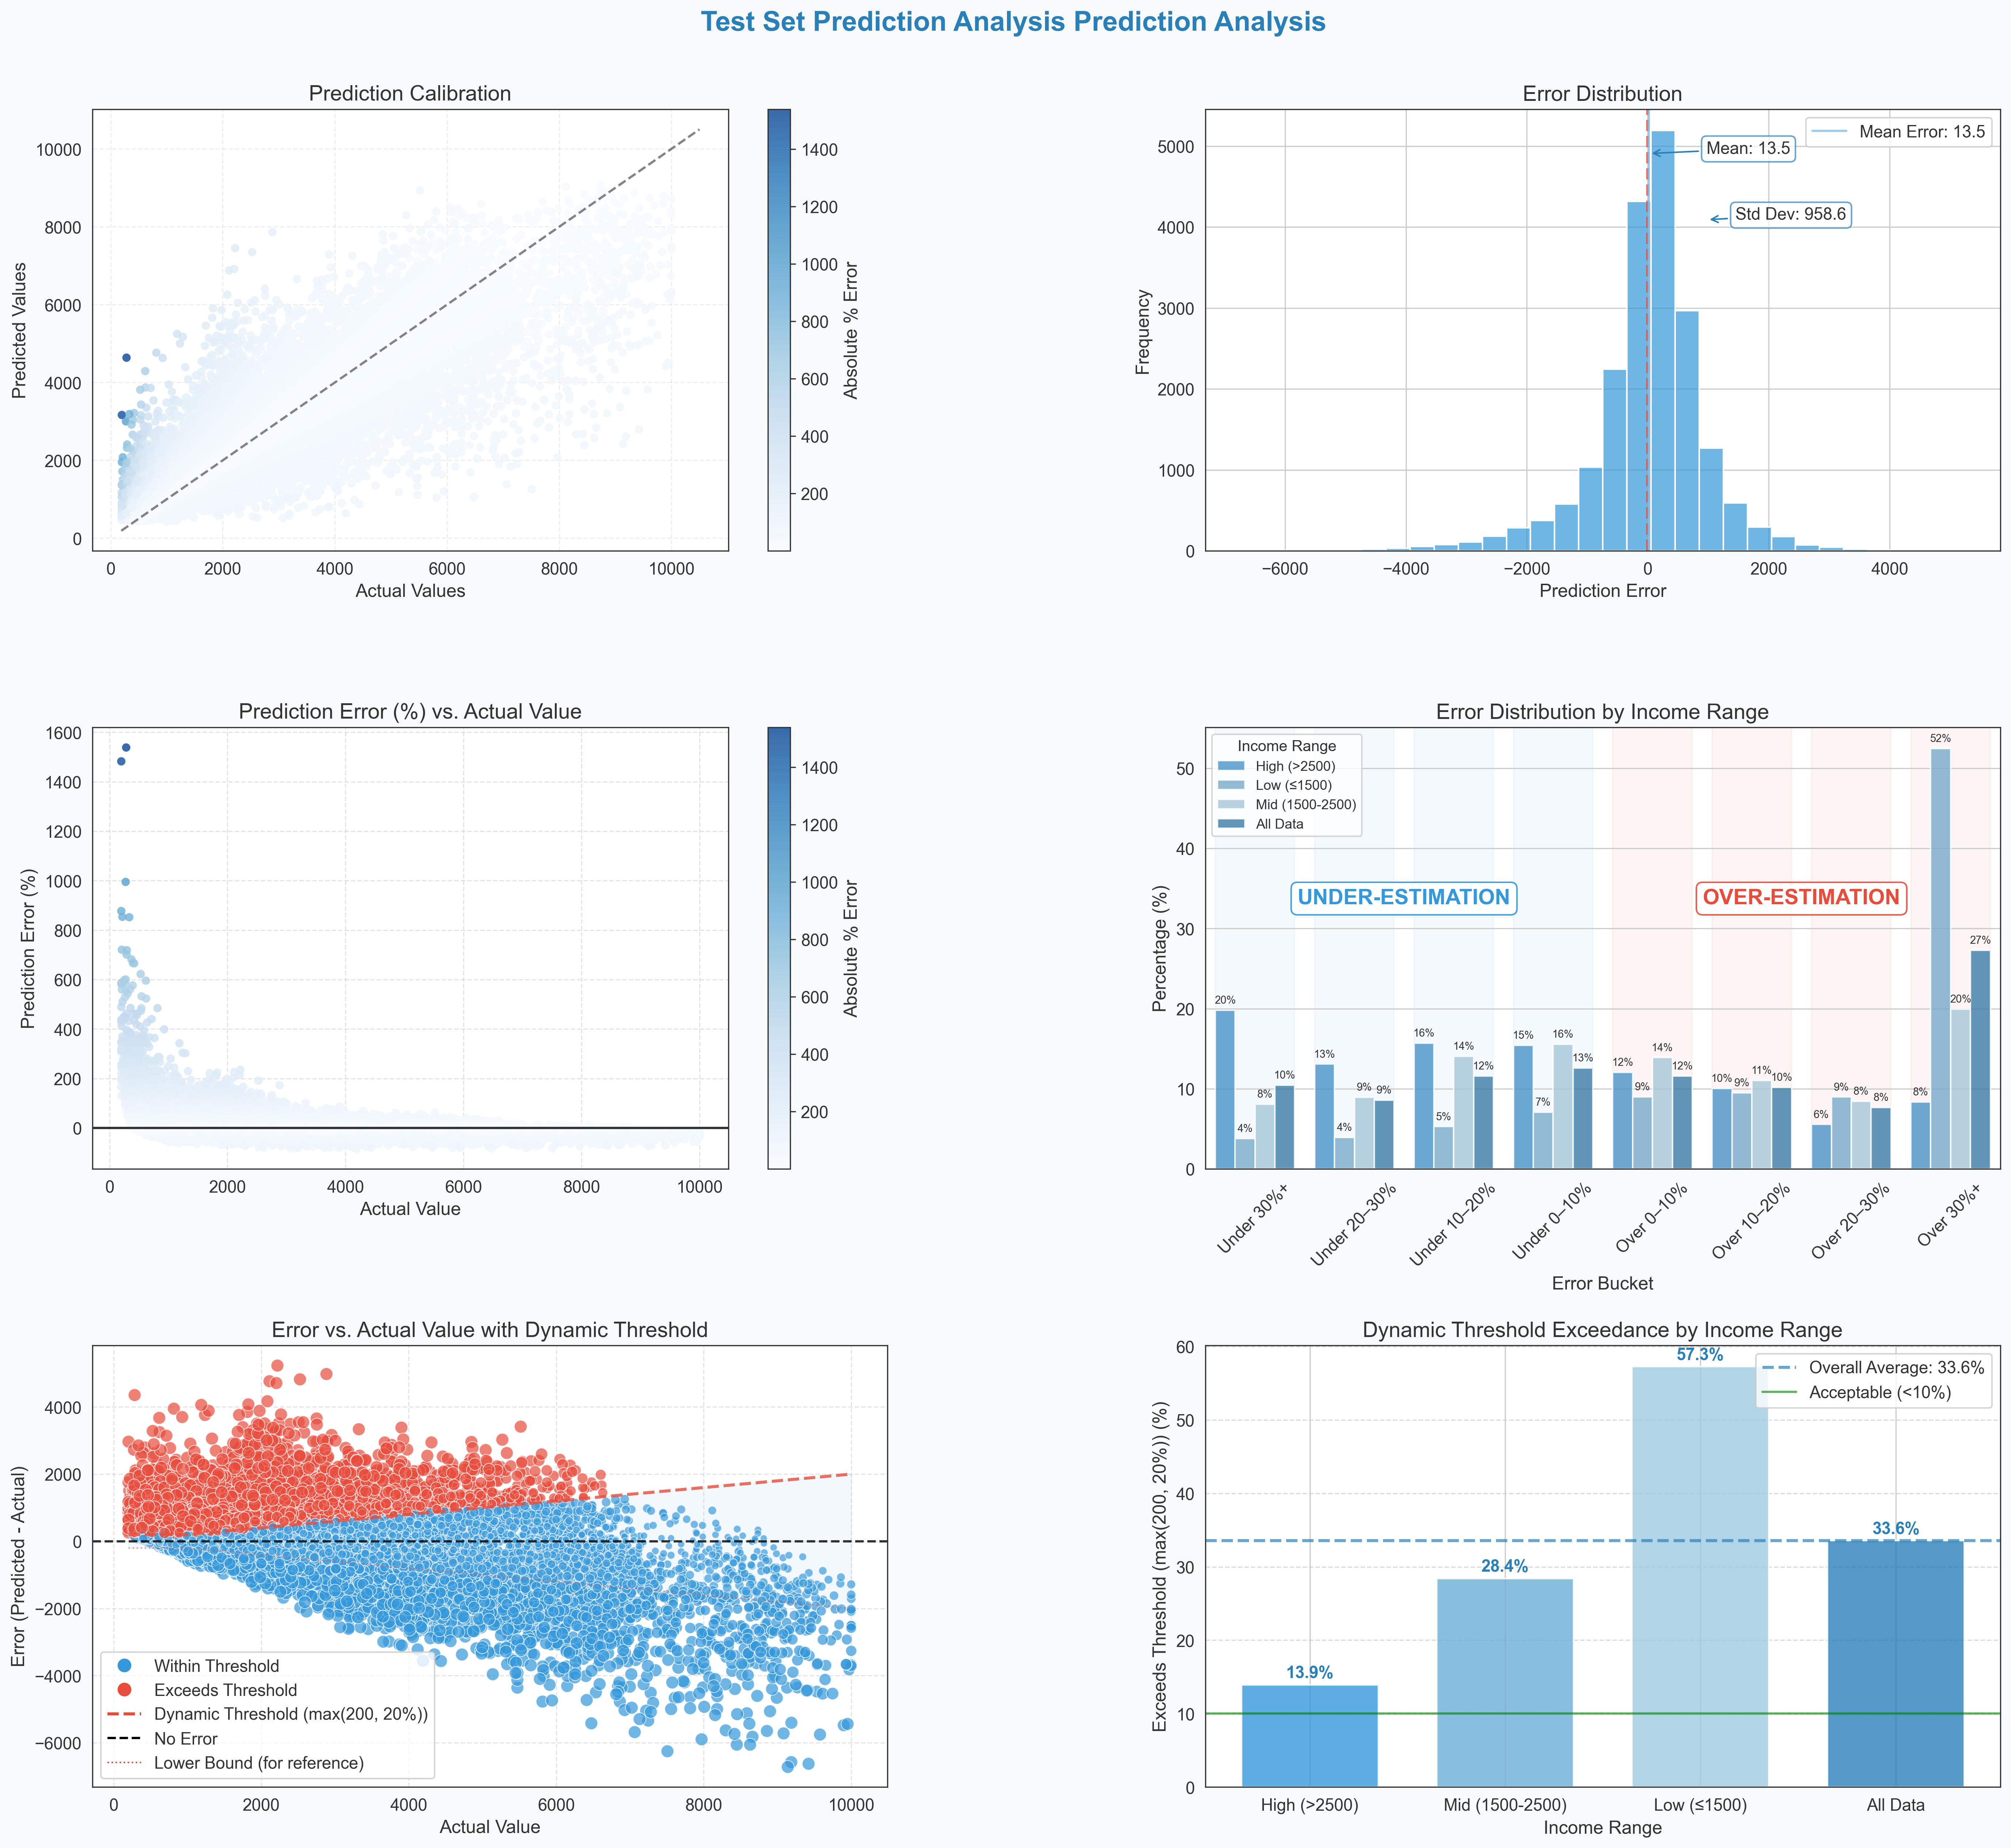 Test Set Prediction Analysis Prediction Analysis
Prediction Calibration
Predicted Values
10000
8000
6000
4000
2000
0
0 2000 4000 6000 8000 10000
Actual Values
1400
1200
1000
800
600
400
200
Absolute % Error
Error Distribution
Mean Error: 13.5
Mean: 13.5
Std Dev: 958.6
Frequency
5000
4000
3000
2000
1000
0
−6000 −4000 −2000 0 2000 4000
Prediction Error
Prediction Error (%) vs. Actual Value
Prediction Error (%)
1600
1400
1200
1000
800
600
400
200
0
0 2000 4000 6000 8000 10000
Actual Value
1400
1200
1000
800
600
400
200
Absolute % Error
Error Distribution by Income Range
Income Range
High (>2500)
Low (≤1500)
Mid (1500-2500)
All Data
UNDER-ESTIMATION
OVER-ESTIMATION
Percentage (%)
50
40
30
20
10
0
20% 4% 8% 10%
13% 4% 9% 9%
16% 5% 14% 12%
15% 7% 16% 13%
12% 9% 14% 12%
10% 9% 11% 10%
6% 9% 8% 8%
8% 52% 20% 27%
Under 30%+
Under 20–30%
Under 10–20%
Under 0–10%
Over 0–10%
Over 10–20%
Over 20–30%
Over 30%+
Error Bucket
Error vs. Actual Value with Dynamic Threshold
Error (Predicted - Actual)
4000
2000
0
−2000
−4000
−6000
Within Threshold
Exceeds Threshold
Dynamic Threshold (max(200, 20%))
No Error
Lower Bound (for reference)
0 2000 4000 6000 8000 10000
Actual Value
Dynamic Threshold Exceedance by Income Range
Exceeds Threshold (max(200, 20%)) (%)
60
50
40
30
20
10
0
Overall Average: 33.6%
Acceptable (<10%)
13.9%
28.4%
57.3%
33.6%
High (>2500) Mid (1500-2500) Low (≤1500) All Data
Income Range